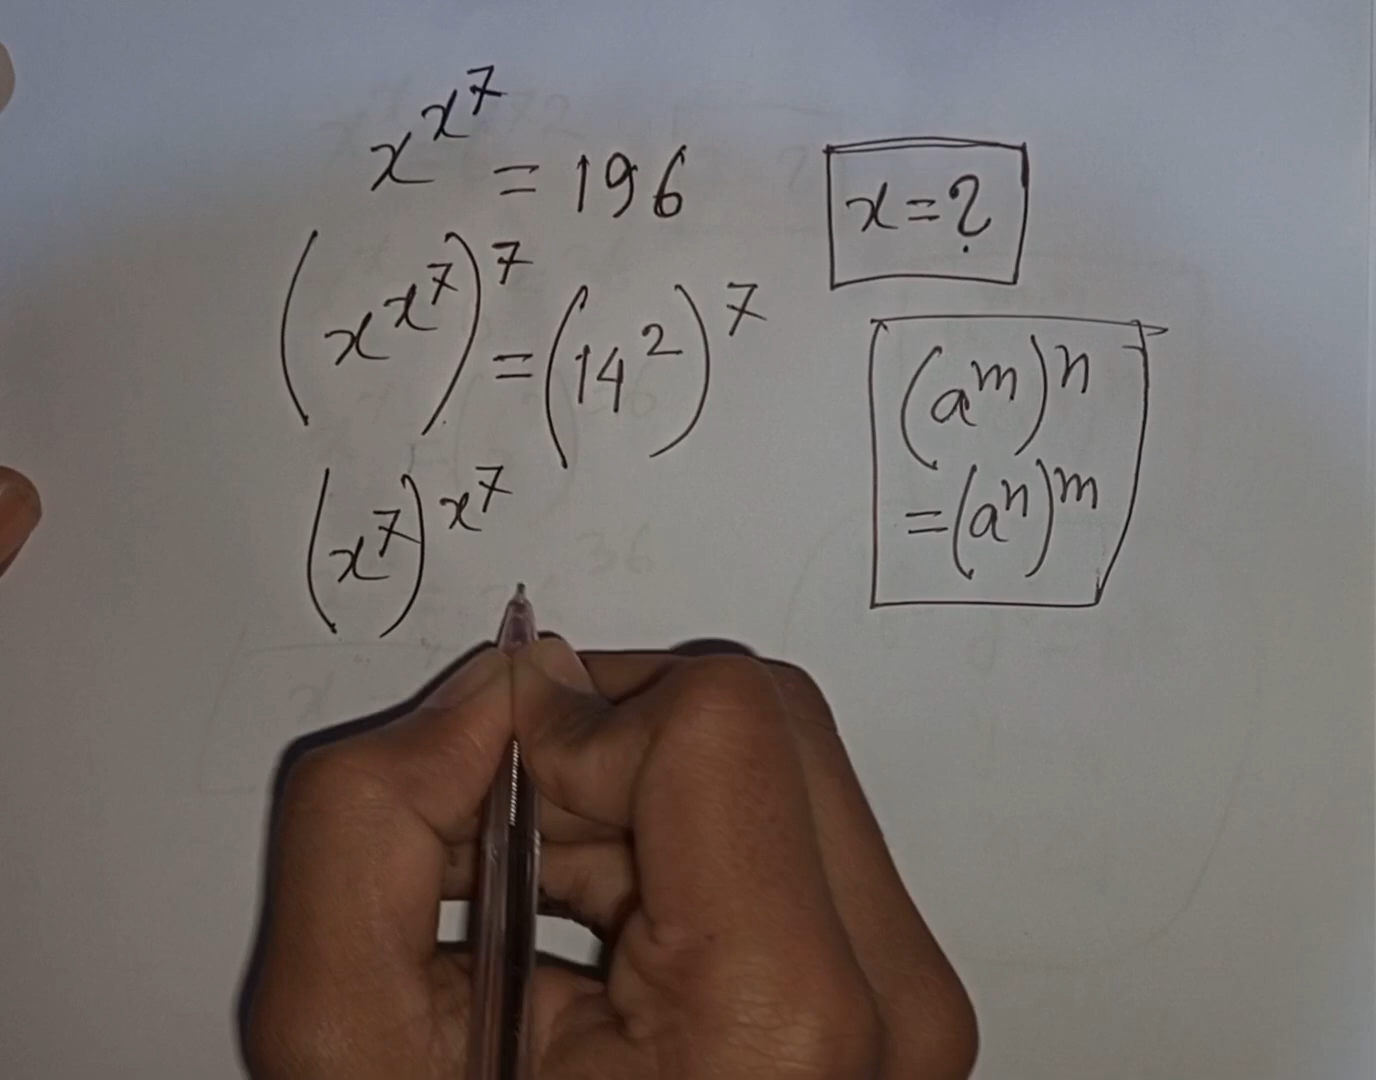 x^{x^7} = 196
x = ?
(x^{x^7})^7 = (14^2)^7
(a^m)^n
= (a^n)^m
(x^7)^{x^7}